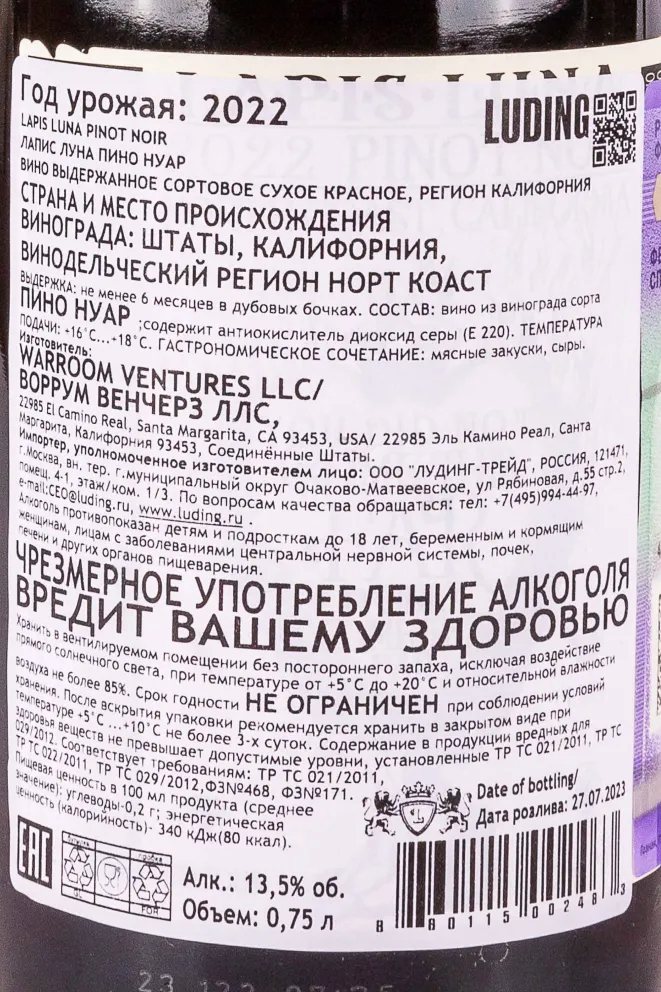 LAPIS LUNA
Год урожая: 2022
LUDING
LAPIS LUNA PINOT NOIR
ЛАПИС ЛУНА ПИНО НУАР
ВИНО ВЫДЕРЖАННОЕ СОРТОВОЕ СУХОЕ КРАСНОЕ, РЕГИОН КАЛИФОРНИЯ
СТРАНА И МЕСТО ПРОИСХОЖДЕНИЯ
ВИНОГРАДА: ШТАТЫ, КАЛИФОРНИЯ,
ВИНОДЕЛЬЧЕСКИЙ РЕГИОН НОРТ КОАСТ
ВЫДЕРЖКА: не менее 6 месяцев в дубовых бочках. СОСТАВ: вино из винограда сорта
ПИНО НУАР ;содержит антиокислитель диоксид серы (Е 220). ТЕМПЕРАТУРА
ПОДАЧИ: +16°С...+18°С. ГАСТРОНОМИЧЕСКОЕ СОЧЕТАНИЕ: мясные закуски, сыры.
Изготовитель:
WARROOM VENTURES LLC/
ВОРРУМ ВЕНЧЕРЗ ЛЛС,
22985 El Camino Real, Santa Margarita, CA 93453, USA/ 22985 Эль Камино Реал, Санта
Маргарита, Калифорния 93453, Соединённые Штаты.
Импортер, уполномоченное изготовителем лицо: ООО "ЛУДИНГ-ТРЕЙД", РОССИЯ, 121471,
г.Москва, вн. тер. г.муниципальный округ Очаково-Матвеевское, ул Рябиновая, д.55 стр.2,
помещ. 4-1, этаж/ком. 1/3. По вопросам качества обращаться: тел: +7(495)994-44-97,
e-mail:CEO@luding.ru, www.luding.ru .
Алкоголь противопоказан детям и подросткам до 18 лет, беременным и кормящим
женщинам, лицам с заболеваниями центральной нервной системы, почек,
печени и других органов пищеварения.
ЧРЕЗМЕРНОЕ УПОТРЕБЛЕНИЕ АЛКОГОЛЯ
ВРЕДИТ ВАШЕМУ ЗДОРОВЬЮ
Хранить в вентилируемом помещении без постороннего запаха, исключая воздействие
прямого солнечного света, при температуре от +5°С до +20°С и относительной влажности
воздуха не более 85%. Срок годности НЕ ОГРАНИЧЕН при соблюдении условий
хранения. После вскрытия упаковки рекомендуется хранить в закрытом виде при
температуре +5°С ...+10°С не более 3-х суток. Содержание в продукции вредных для
здоровья веществ не превышает допустимые уровни, установленные ТР ТС 021/2011, ТР ТС
029/2012. Соответствует требованиям: ТР ТС 021/2011,
ТР ТС 022/2011, ТР ТС 029/2012,ФЗ№468, ФЗ№171.
Пищевая ценность в 100 мл продукта (среднее
значение): углеводы-0,2 г; энергетическая
ценность (калорийность)- 340 кДж(80 ккал).
Date of bottling/
Дата розлива: 27.07.2023
EAC
GL
FOR
Алк.: 13,5% об.
Объем: 0,75 л
8 80115 00248 3